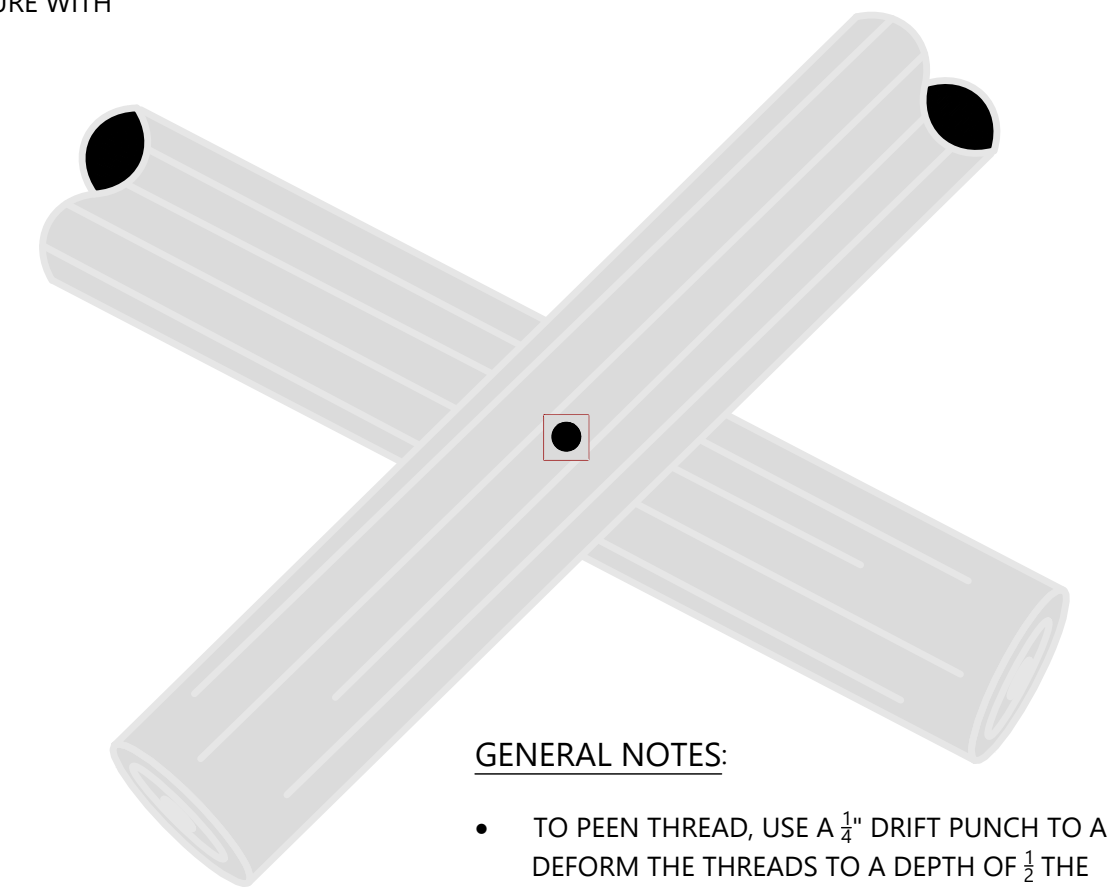 URE WITH
GENERAL NOTES:
• TO PEEN THREAD, USE A 1/4" DRIFT PUNCH TO A
DEFORM THE THREADS TO A DEPTH OF 1/2 THE